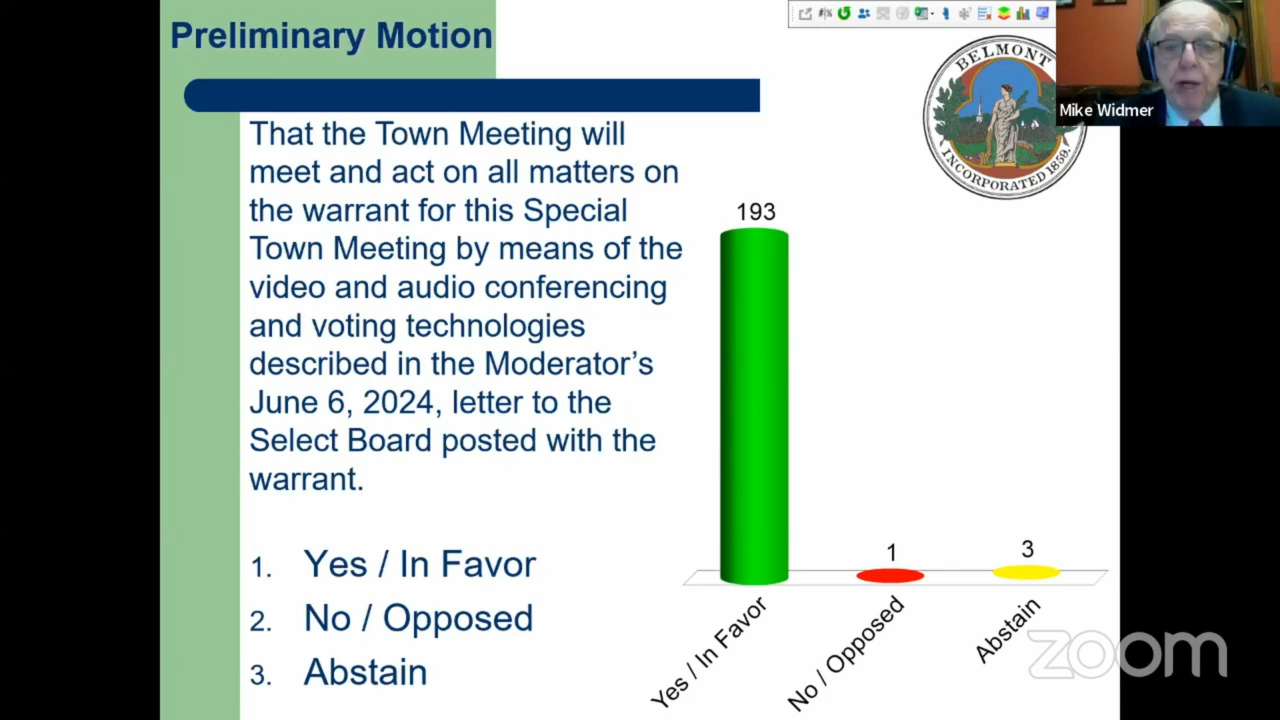 Preliminary Motion
BELMONT
INCORPORATED 1859.
Mike Widmer
That the Town Meeting will
meet and act on all matters on
the warrant for this Special
Town Meeting by means of the
video and audio conferencing
and voting technologies
described in the Moderator’s
June 6, 2024, letter to the
Select Board posted with the
warrant.
1. Yes / In Favor
2. No / Opposed
3. Abstain
193
1
3
Yes / In Favor
No / Opposed
Abstain
zoom